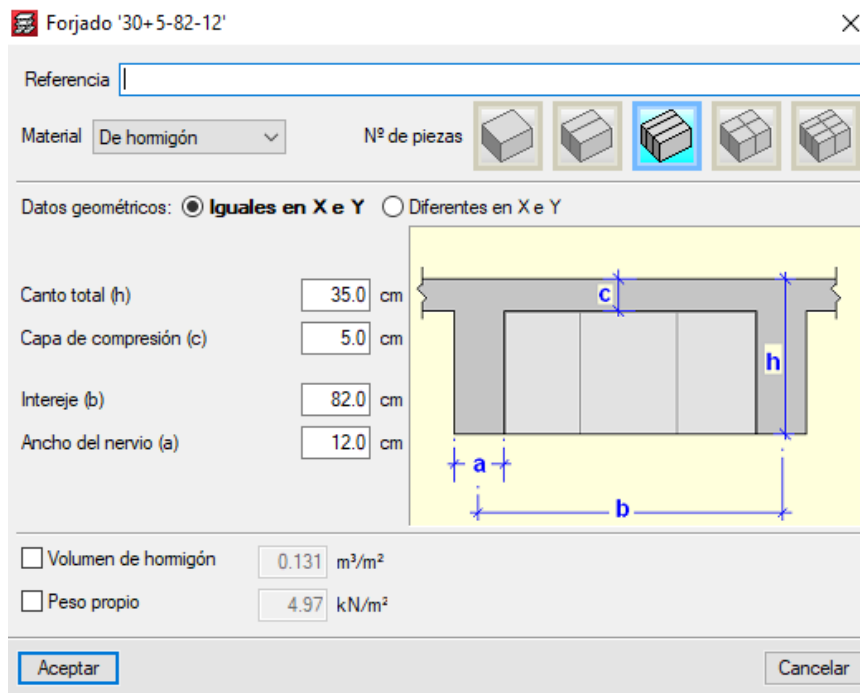 Forjado '30+5-82-12'
Referencia
Material De hormigón Nº de piezas
Datos geométricos: Iguales en X e Y Diferentes en X e Y
Canto total (h) 35.0 cm
Capa de compresión (c) 5.0 cm
Intereje (b) 82.0 cm
Ancho del nervio (a) 12.0 cm
c
h
a
b
Volumen de hormigón 0.131 m³/m²
Peso propio 4.97 kN/m²
Aceptar Cancelar